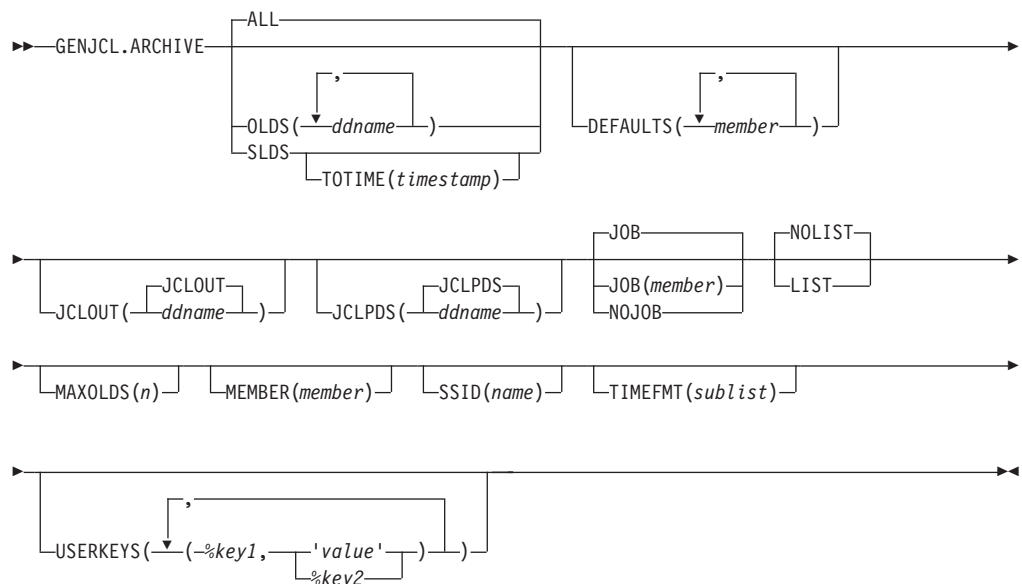 ALL
GENJCL.ARCHIVE
, ,
OLDS( ddname ) DEFAULTS( member )
SLDS
TOTIME(timestamp)
JOB NOLIST
JCLOUT JCLPDS JOB(member) LIST
JCLOUT( ddname ) JCLPDS( ddname ) NOJOB
MAXOLDS(n) MEMBER(member) SSID(name) TIMEFMT(sublist)
,
USERKEYS( (%key1, 'value' ) )
%key2